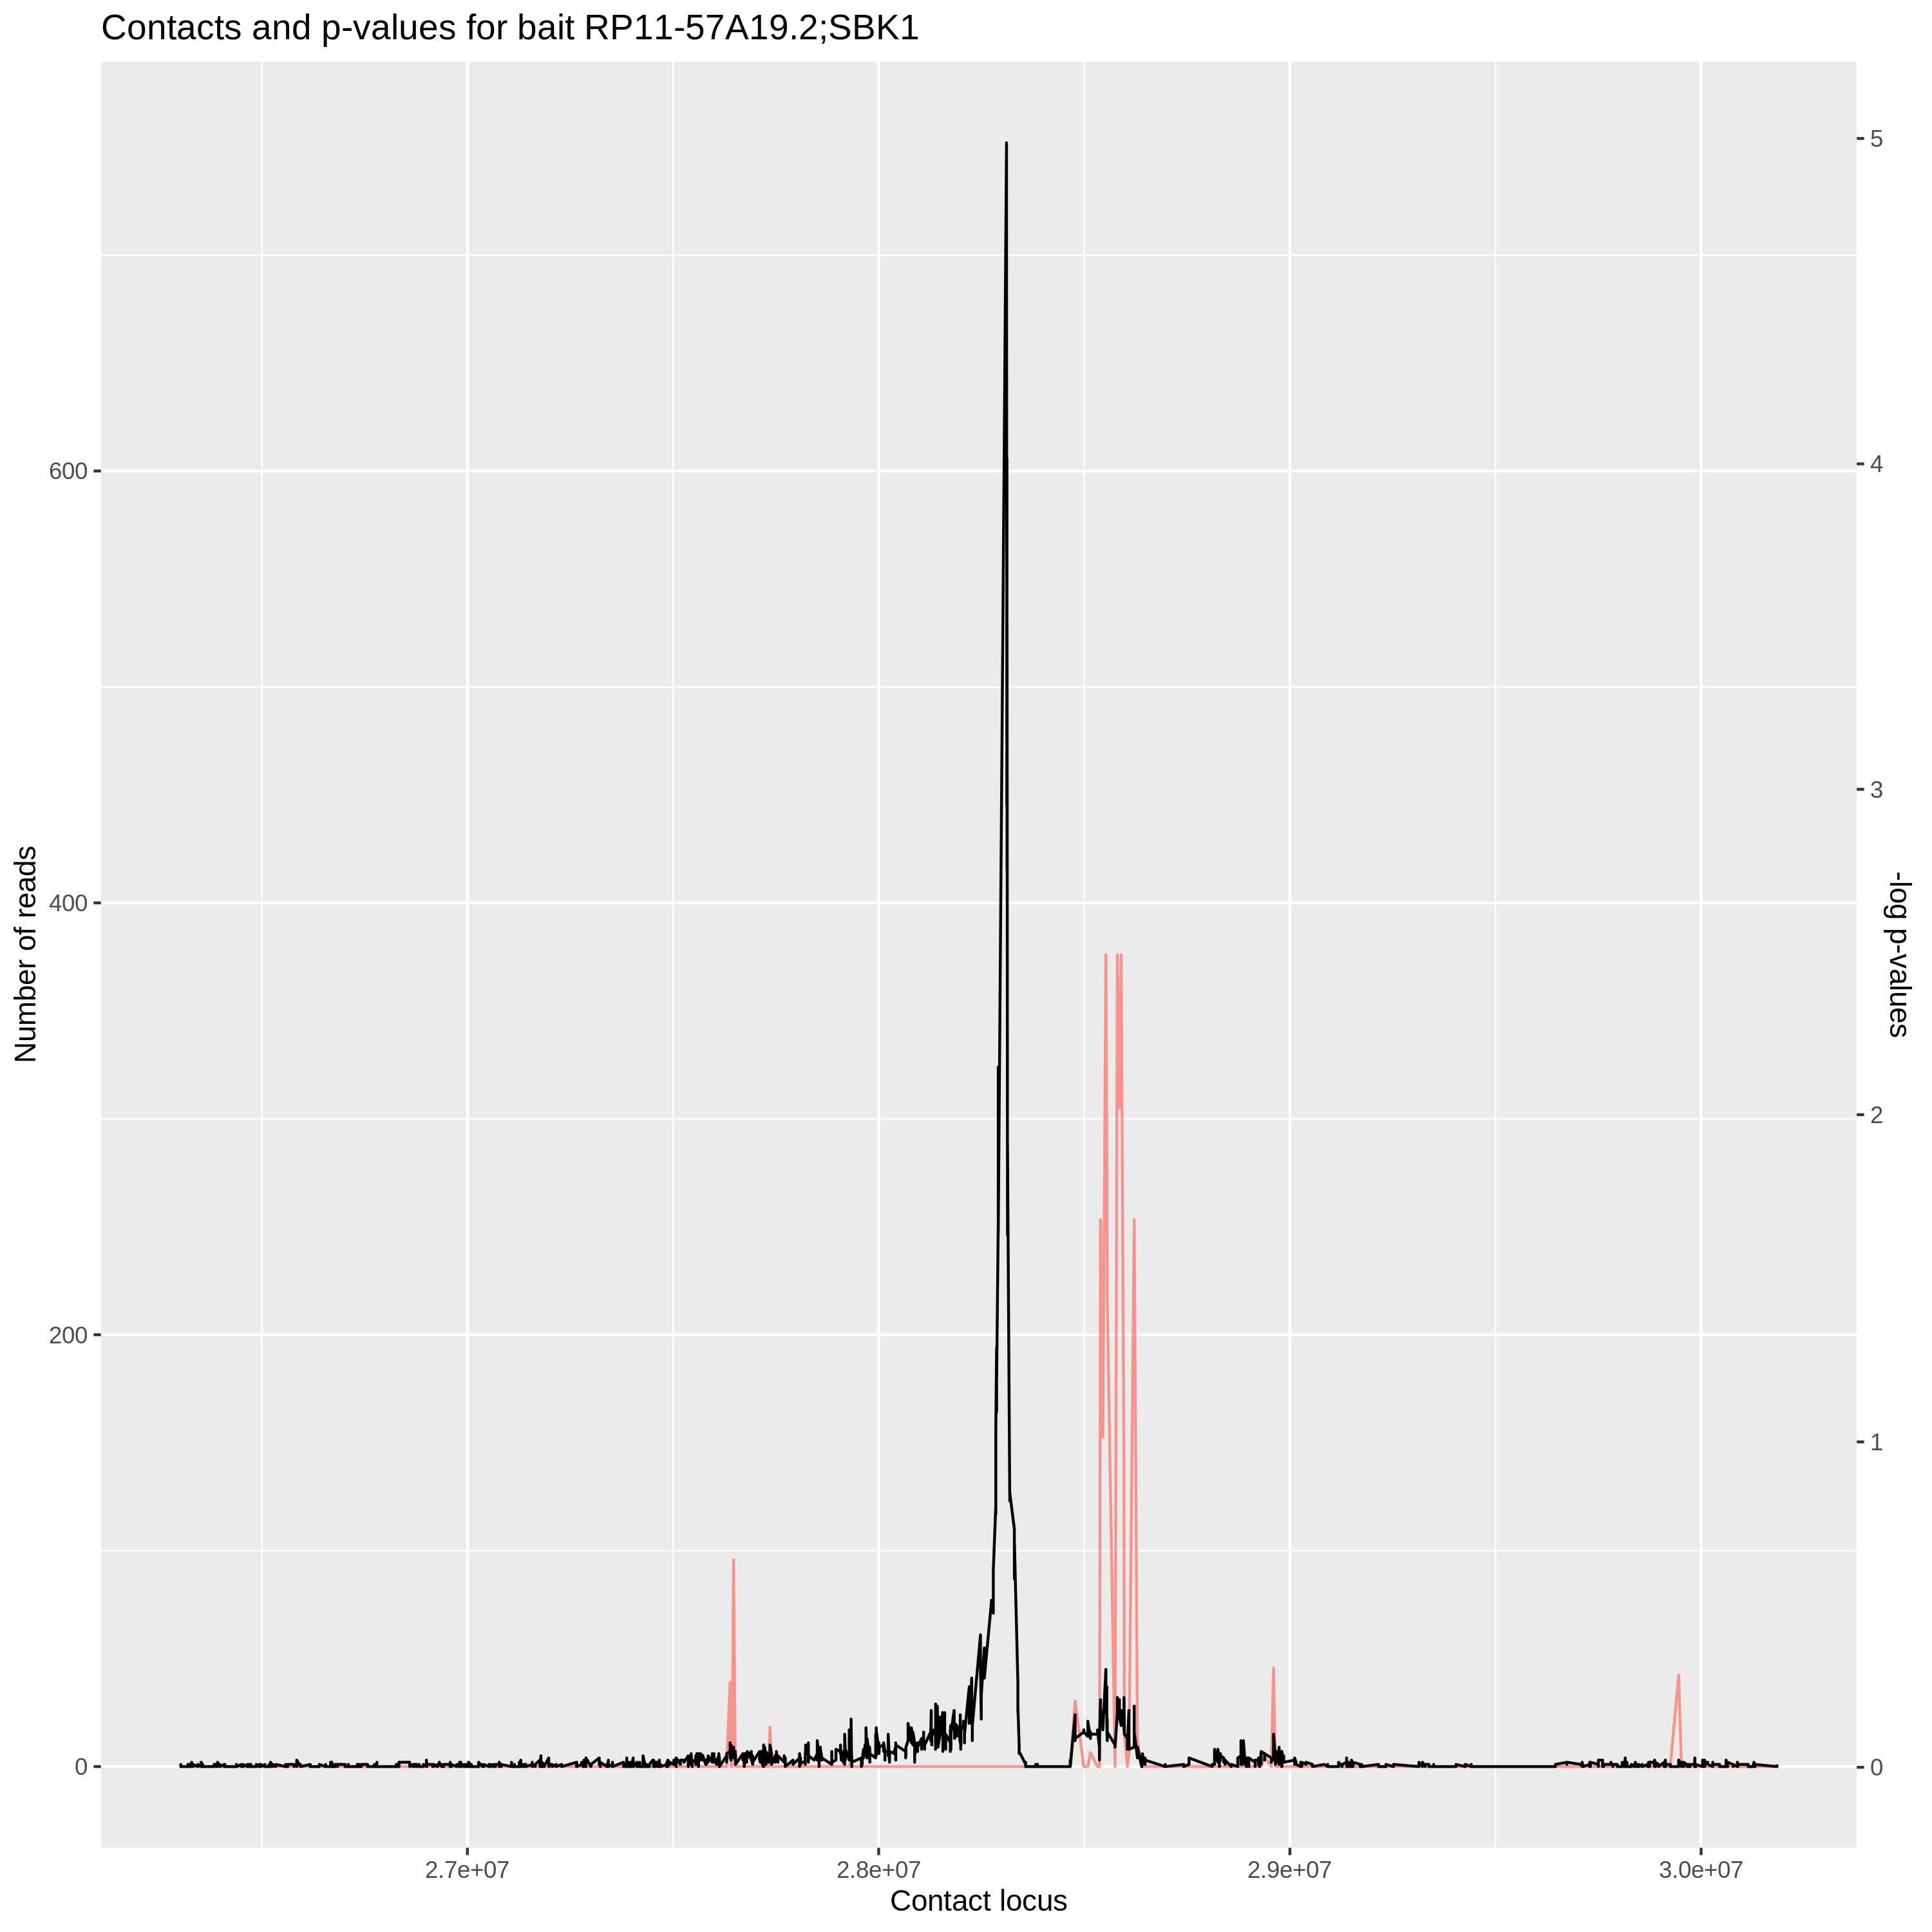 Contacts and p-values for bait RP11-57A19.2;SBK1
Number of reads
600
400
200
0
5
4
3
2
1
0
-log p-values
2.7e+07
2.8e+07
2.9e+07
3.0e+07
Contact locus